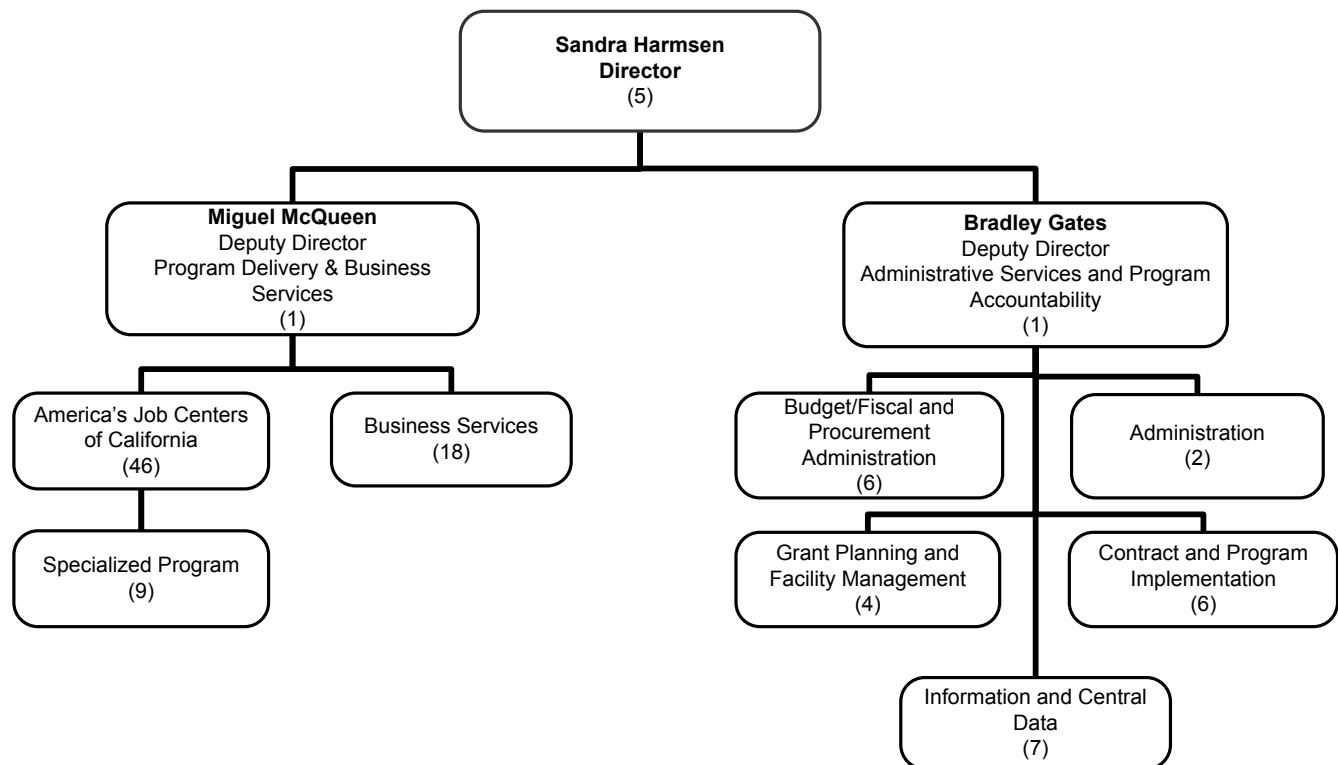 Sandra Harmsen
Director
(5)
Miguel McQueen
Deputy Director
Program Delivery & Business
Services
(1)
Bradley Gates
Deputy Director
Administrative Services and Program
Accountability
(1)
America’s Job Centers
of California
(46)
Business Services
(18)
Budget/Fiscal and
Procurement
Administration
(6)
Administration
(2)
Specialized Program
(9)
Grant Planning and
Facility Management
(4)
Contract and Program
Implementation
(6)
Information and Central
Data
(7)